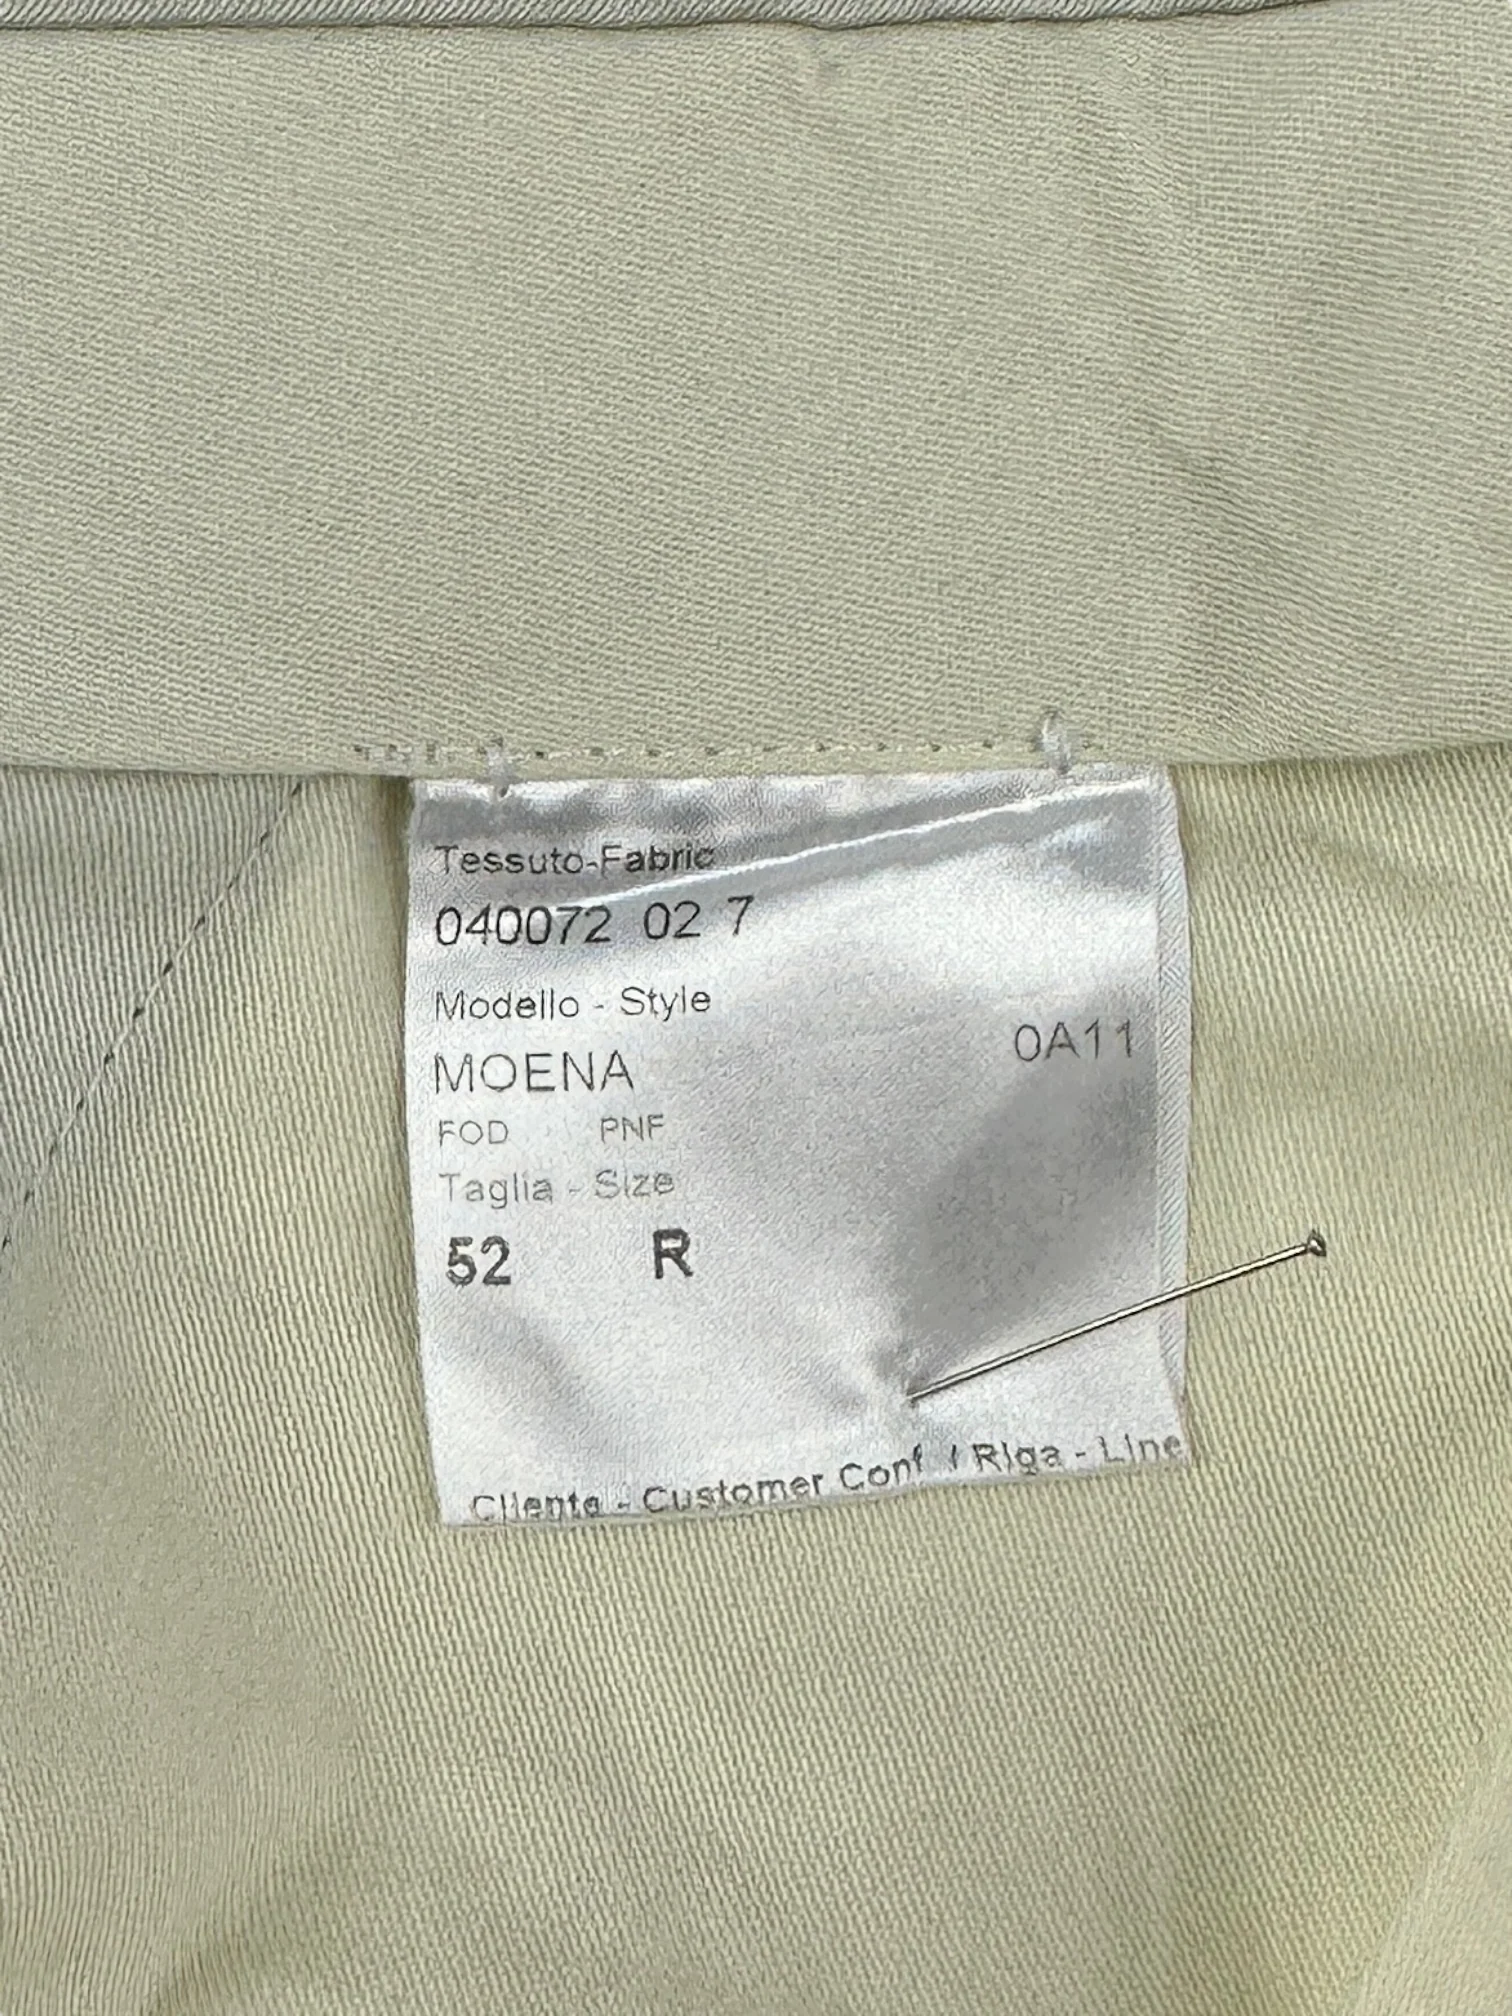 Tessuto-Fabric
040072 02 7
Modello - Style
MOENA 0A11
FOD PNF
Taglia - Size
52 R
Cliente - Customer Conf / Riga - Line